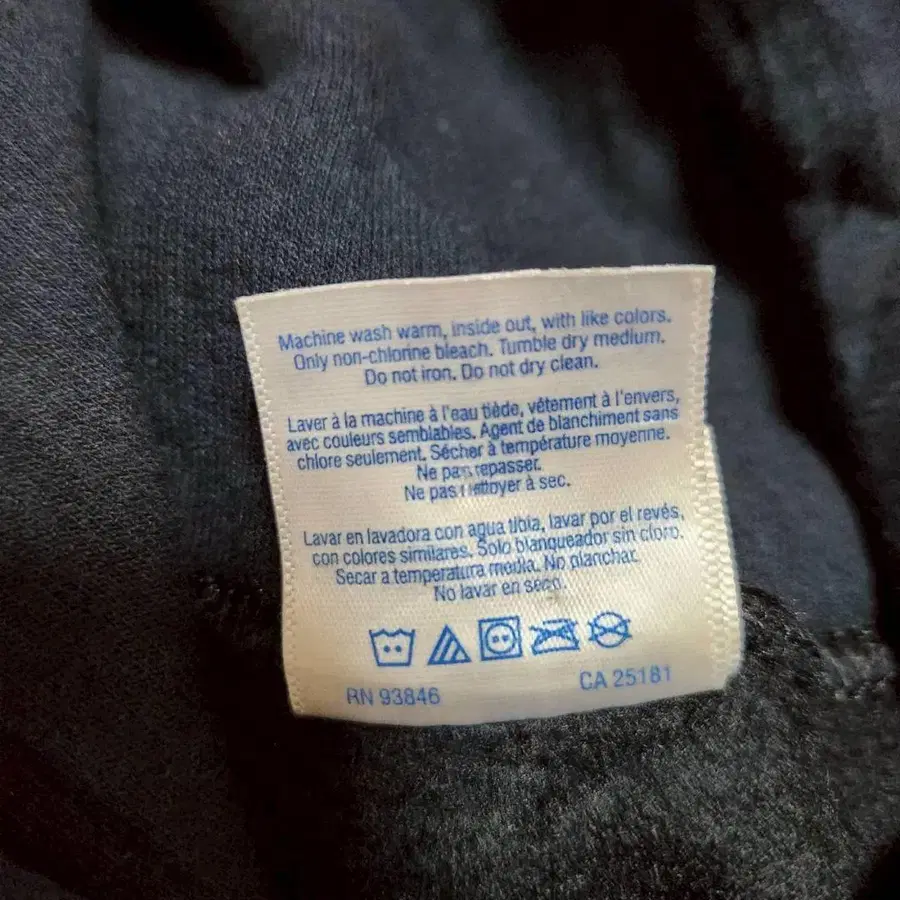 Machine wash warm, inside out, with like colors.
Only non-chlorine bleach. Tumble dry medium.
Do not iron. Do not dry clean.
Laver à la machine à l'eau tiède, vêtement à l'envers,
avec couleurs semblables. Agent de blanchiment sans
chlore seulement. Sécher à température moyenne.
Ne pas repasser.
Ne pas nettoyer à sec.
Lavar en lavadora con agua tibia, lavar por el revés,
con colores similares. Solo blanqueador sin cloro.
Secar a temperatura media. No planchar.
No lavar en seco.
RN 93846
CA 25181